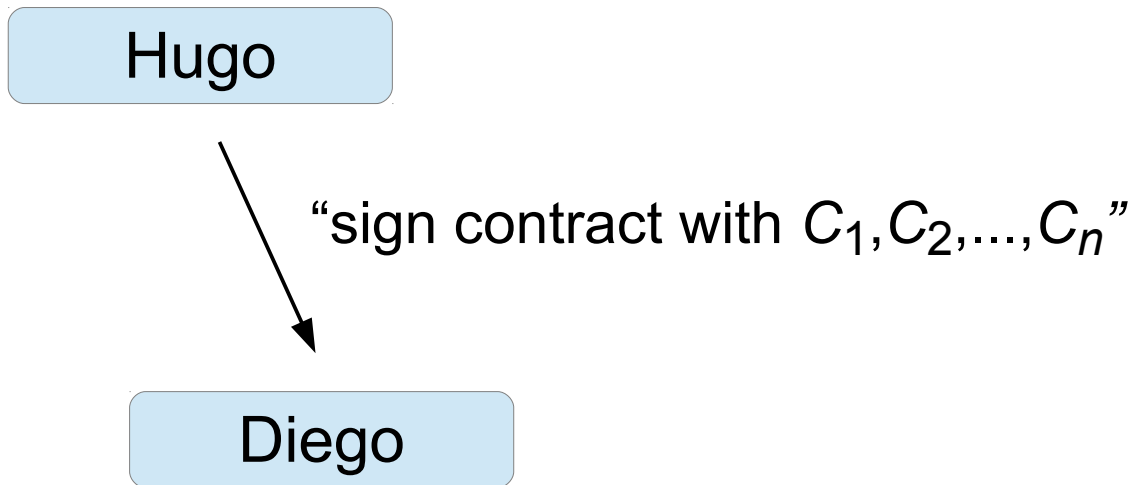 Hugo
“sign contract with C₁,C₂,...,Cₙ”
Diego